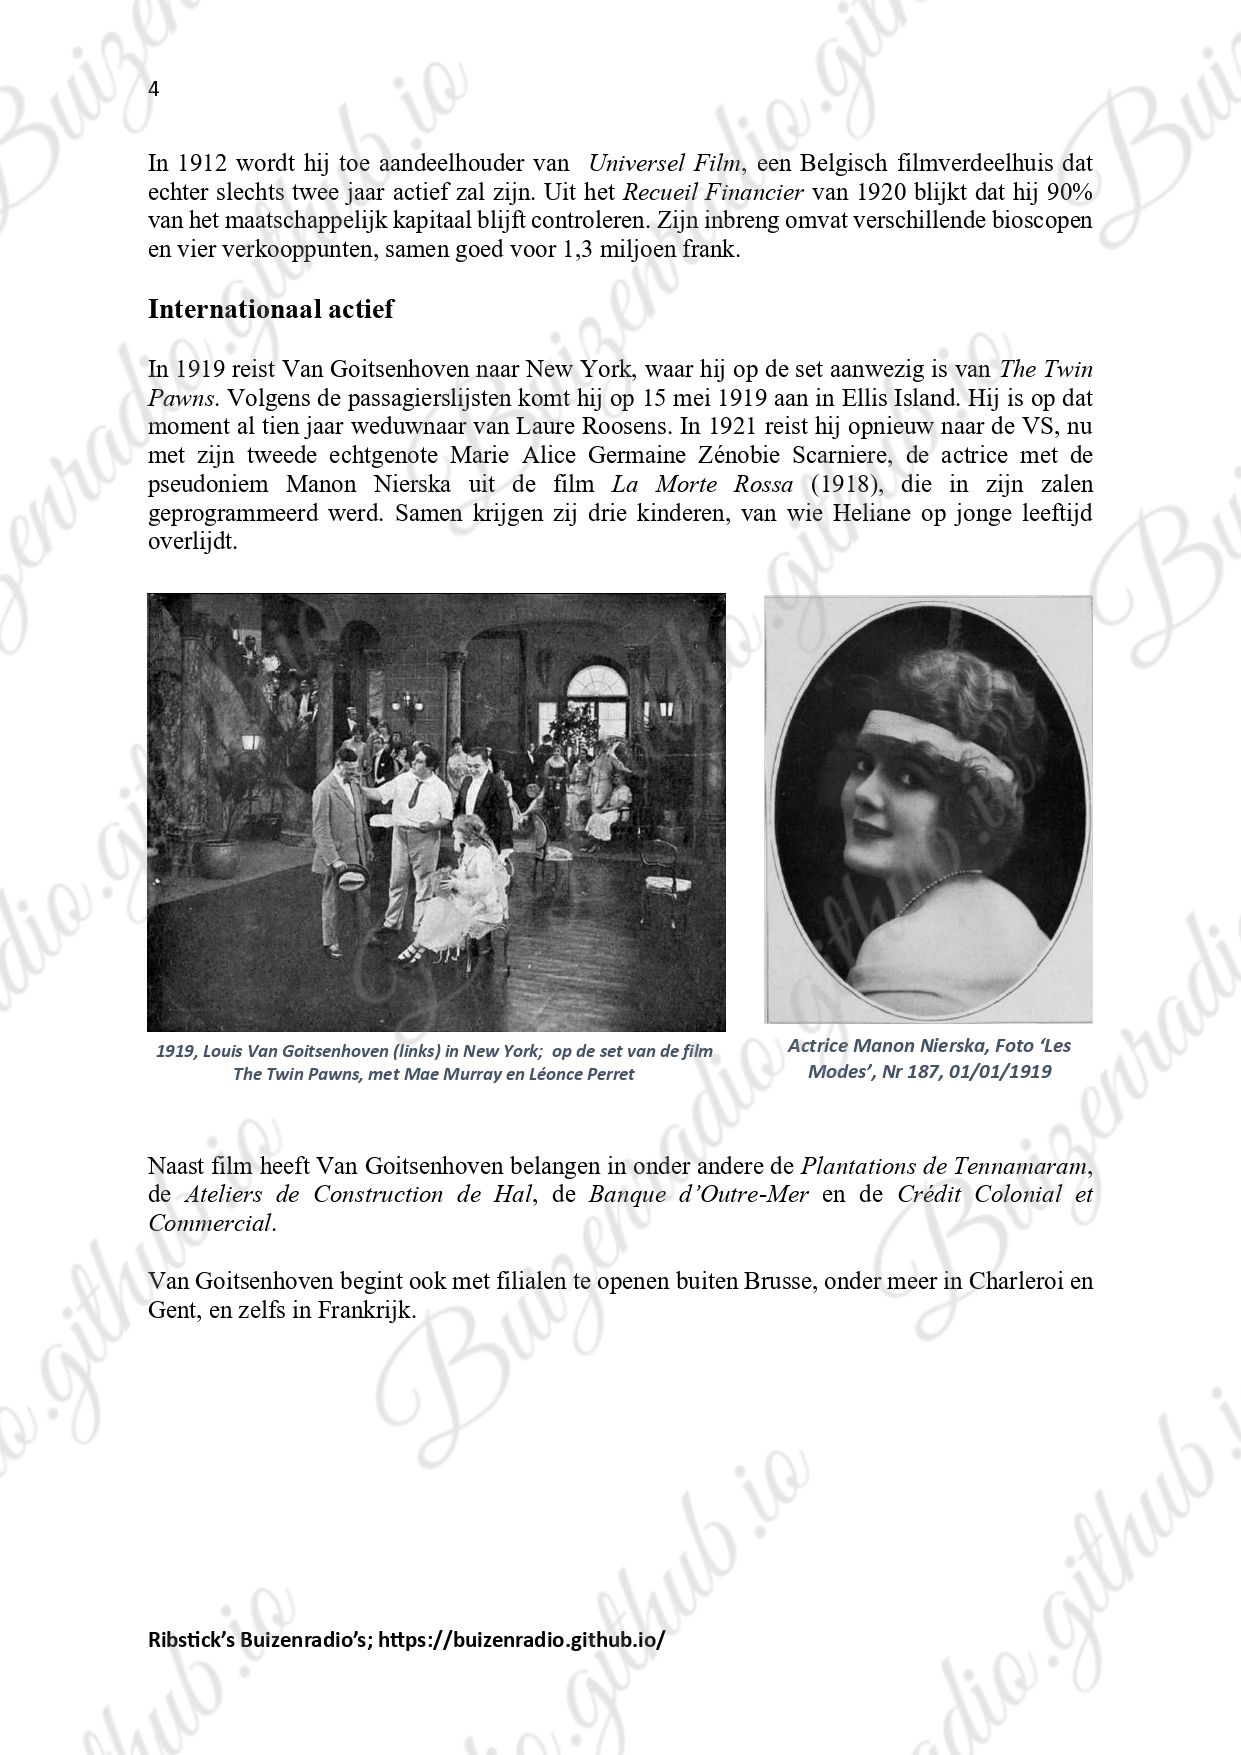 4
In 1912 wordt hij toe aandeelhouder van Universel Film, een Belgisch filmverdeelhuis dat
echter slechts twee jaar actief zal zijn. Uit het Recueil Financier van 1920 blijkt dat hij 90%
van het maatschappelijk kapitaal blijft controleren. Zijn inbreng omvat verschillende bioscopen
en vier verkooppunten, samen goed voor 1,3 miljoen frank.
Internationaal actief
In 1919 reist Van Goitsenhoven naar New York, waar hij op de set aanwezig is van The Twin
Pawns. Volgens de passagierslijsten komt hij op 15 mei 1919 aan in Ellis Island. Hij is op dat
moment al tien jaar weduwnaar van Laure Roosens. In 1921 reist hij opnieuw naar de VS, nu
met zijn tweede echtgenote Marie Alice Germaine Zénobie Scarniere, de actrice met de
pseudoniem Manon Nierska uit de film La Morte Rossa (1918), die in zijn zalen
geprogrammeerd werd. Samen krijgen zij drie kinderen, van wie Heliane op jonge leeftijd
overlijdt.
1919, Louis Van Goitsenhoven (links) in New York; op de set van de film
The Twin Pawns, met Mae Murray en Léonce Perret
Actrice Manon Nierska, Foto ‘Les
Modes’, Nr 187, 01/01/1919
Naast film heeft Van Goitsenhoven belangen in onder andere de Plantations de Tennamaram,
de Ateliers de Construction de Hal, de Banque d’Outre-Mer en de Crédit Colonial et
Commercial.
Van Goitsenhoven begint ook met filialen te openen buiten Brusse, onder meer in Charleroi en
Gent, en zelfs in Frankrijk.
Ribstick’s Buizenradio’s; https://buizenradio.github.io/
Buizenradio.github.io